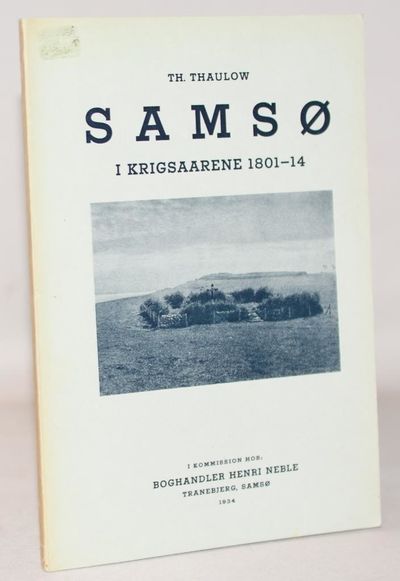 TH. THAULOW
SAMSØ
I KRIGSAARENE 1801-14
I KOMMISSION HOS:
BOGHANDLER HENRI NEBLE
TRANEBJERG, SAMSØ
1934